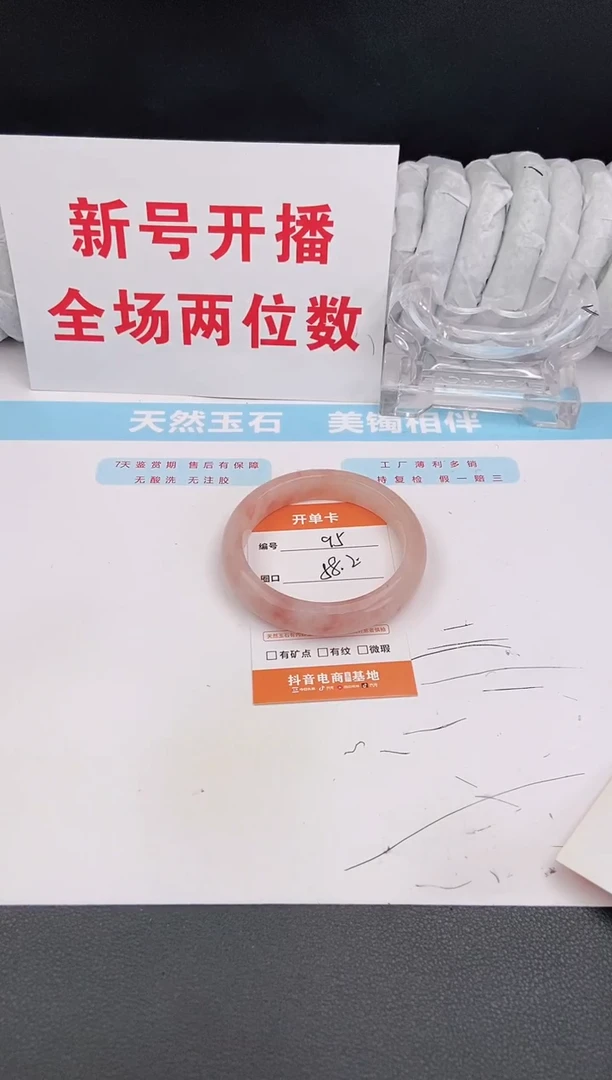 新号开播
全场两位数
天然玉石 美镯相伴
7天鉴赏期 售后有保障
无酸洗 无注胶
工厂薄利多销
持复检 假一赔三
开单卡
编号 95
圈口 58.2
□有矿点 □有纹 □微瑕
抖音电商 基地